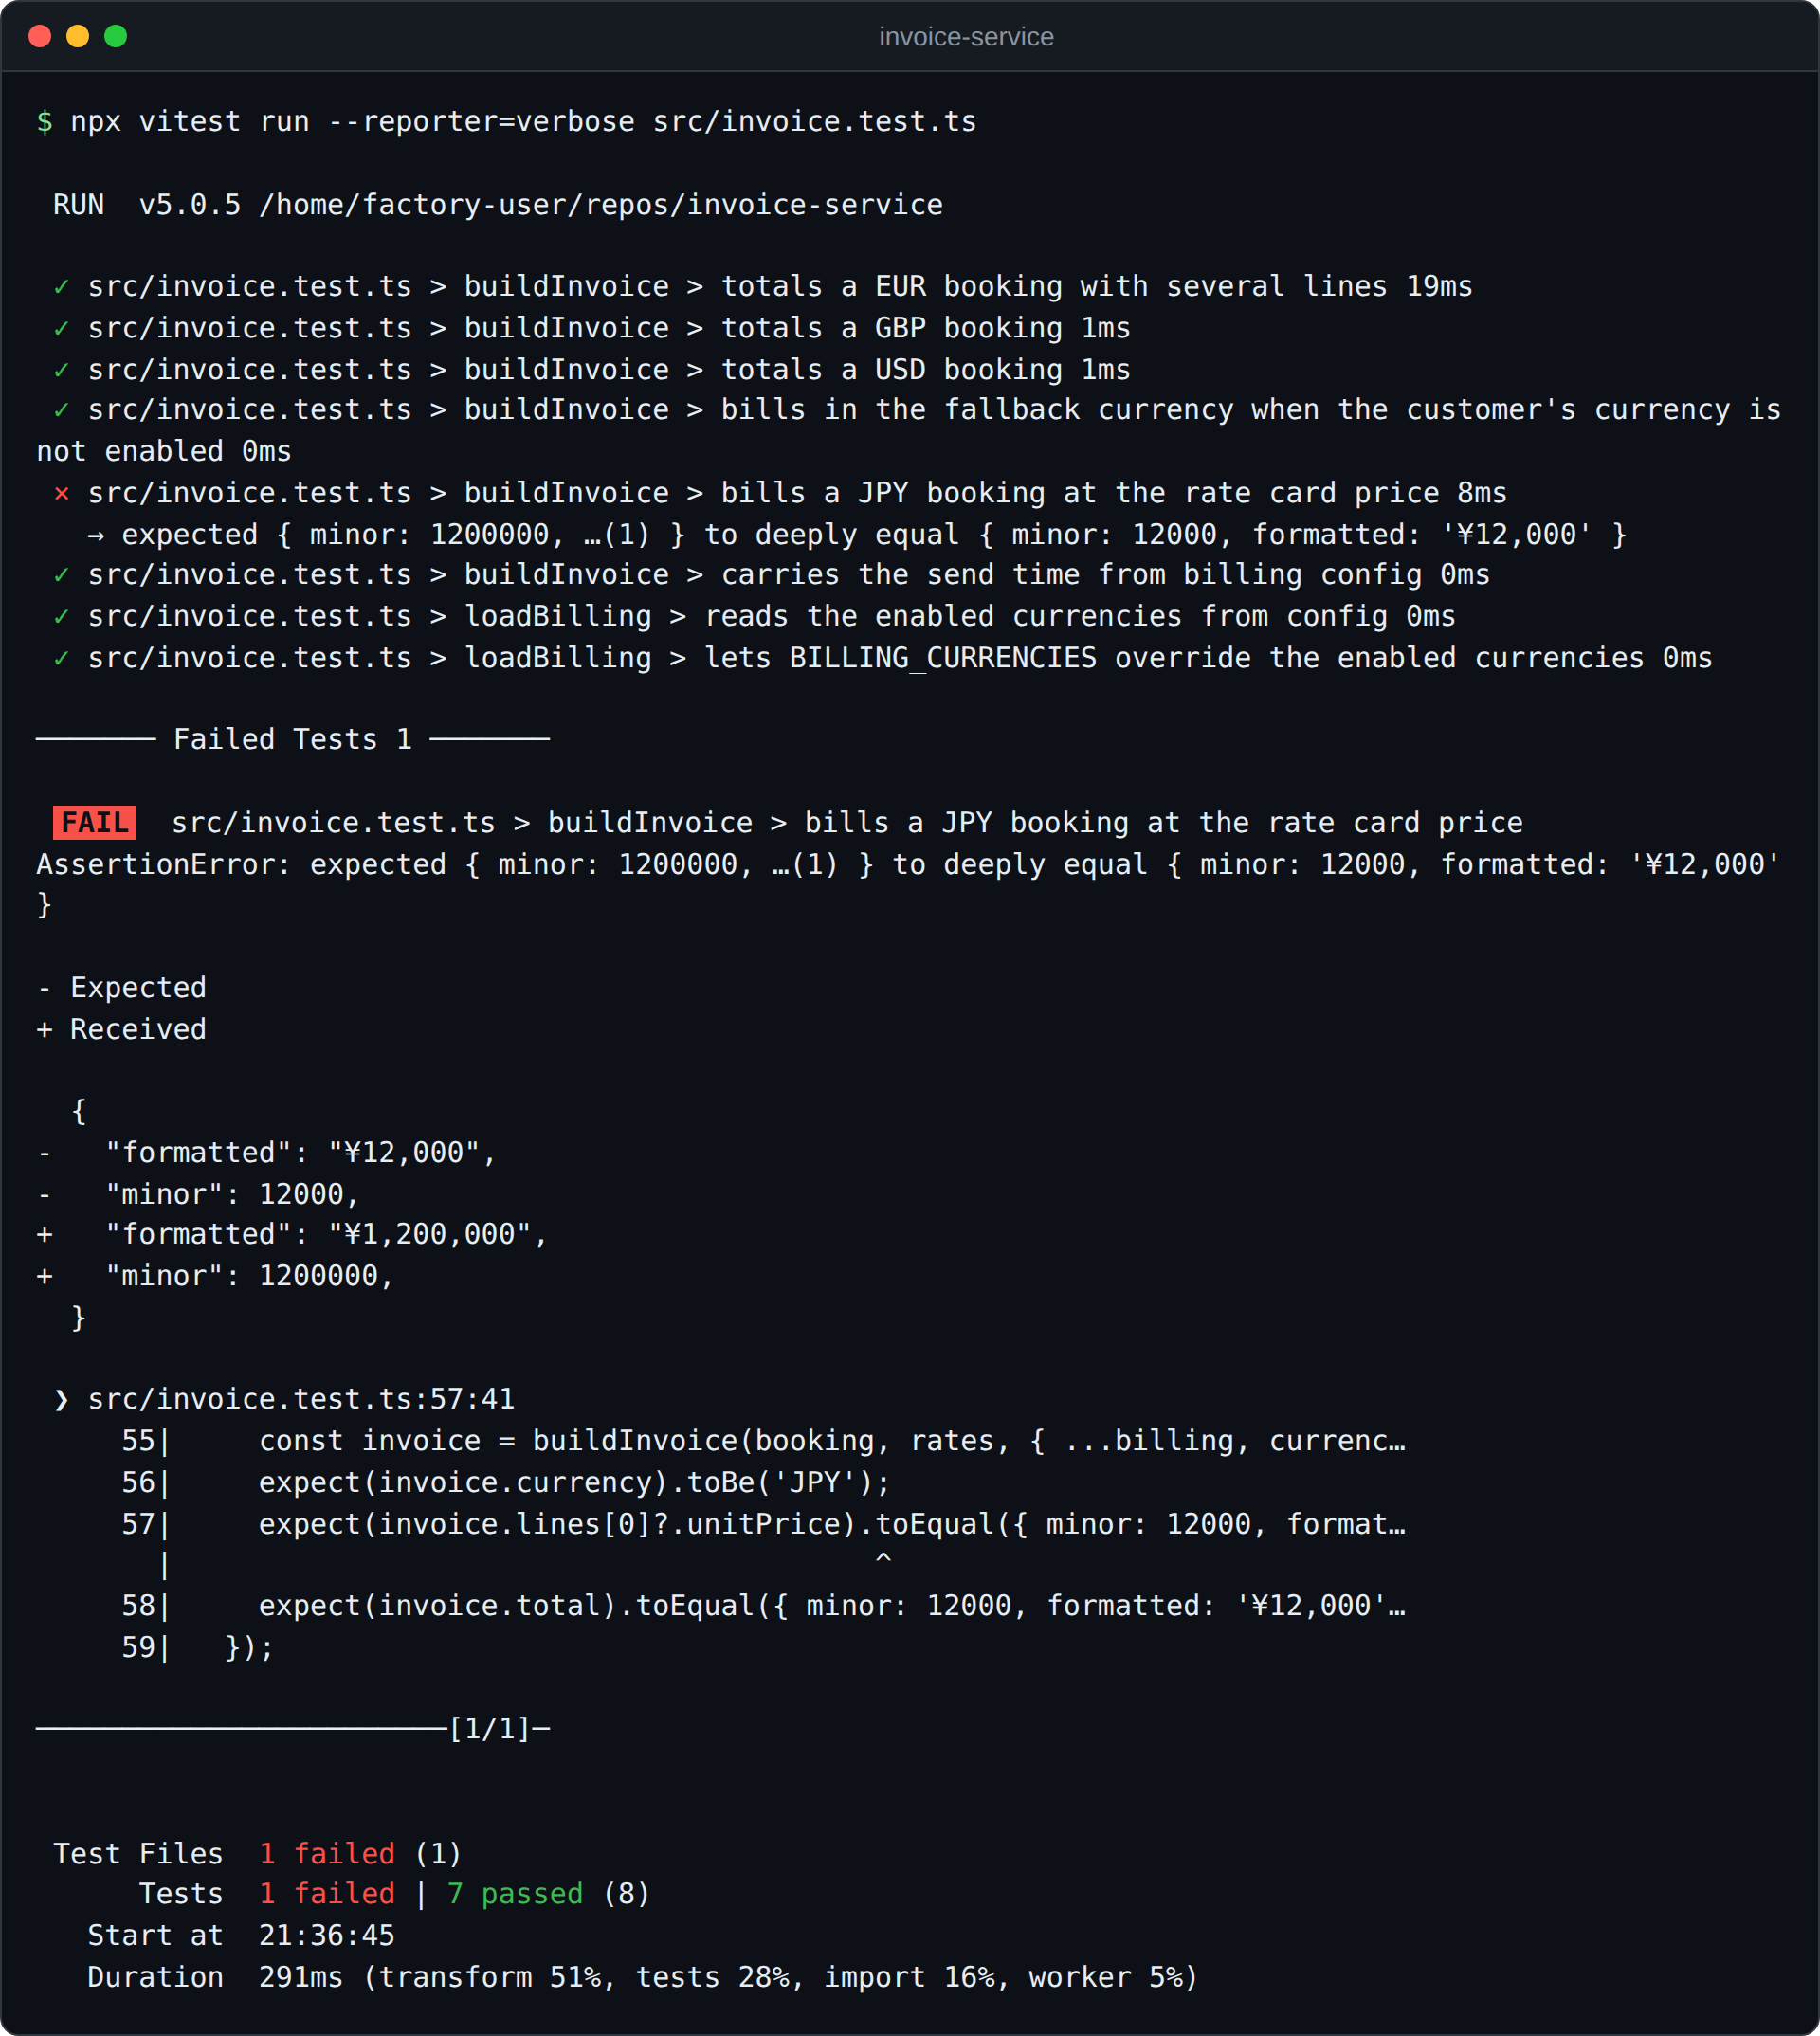 invoice-service
$ npx vitest run --reporter=verbose src/invoice.test.ts
RUN  v5.0.5 /home/factory-user/repos/invoice-service
✓ src/invoice.test.ts > buildInvoice > totals a EUR booking with several lines 19ms
✓ src/invoice.test.ts > buildInvoice > totals a GBP booking 1ms
✓ src/invoice.test.ts > buildInvoice > totals a USD booking 1ms
✓ src/invoice.test.ts > buildInvoice > bills in the fallback currency when the customer's currency is
not enabled 0ms
× src/invoice.test.ts > buildInvoice > bills a JPY booking at the rate card price 8ms
→ expected { minor: 1200000, …(1) } to deeply equal { minor: 12000, formatted: '¥12,000' }
✓ src/invoice.test.ts > buildInvoice > carries the send time from billing config 0ms
✓ src/invoice.test.ts > loadBilling > reads the enabled currencies from config 0ms
✓ src/invoice.test.ts > loadBilling > lets BILLING_CURRENCIES override the enabled currencies 0ms
─────── Failed Tests 1 ───────
FAIL  src/invoice.test.ts > buildInvoice > bills a JPY booking at the rate card price
AssertionError: expected { minor: 1200000, …(1) } to deeply equal { minor: 12000, formatted: '¥12,000'
}
- Expected
+ Received
  {
-   "formatted": "¥12,000",
-   "minor": 12000,
+   "formatted": "¥1,200,000",
+   "minor": 1200000,
  }
❯ src/invoice.test.ts:57:41
55|     const invoice = buildInvoice(booking, rates, { ...billing, currenc…
56|     expect(invoice.currency).toBe('JPY');
57|     expect(invoice.lines[0]?.unitPrice).toEqual({ minor: 12000, format…
  |                                         ^
58|     expect(invoice.total).toEqual({ minor: 12000, formatted: '¥12,000'…
59|   });
────────────────────────[1/1]─
Test Files  1 failed (1)
Tests  1 failed | 7 passed (8)
Start at  21:36:45
Duration  291ms (transform 51%, tests 28%, import 16%, worker 5%)